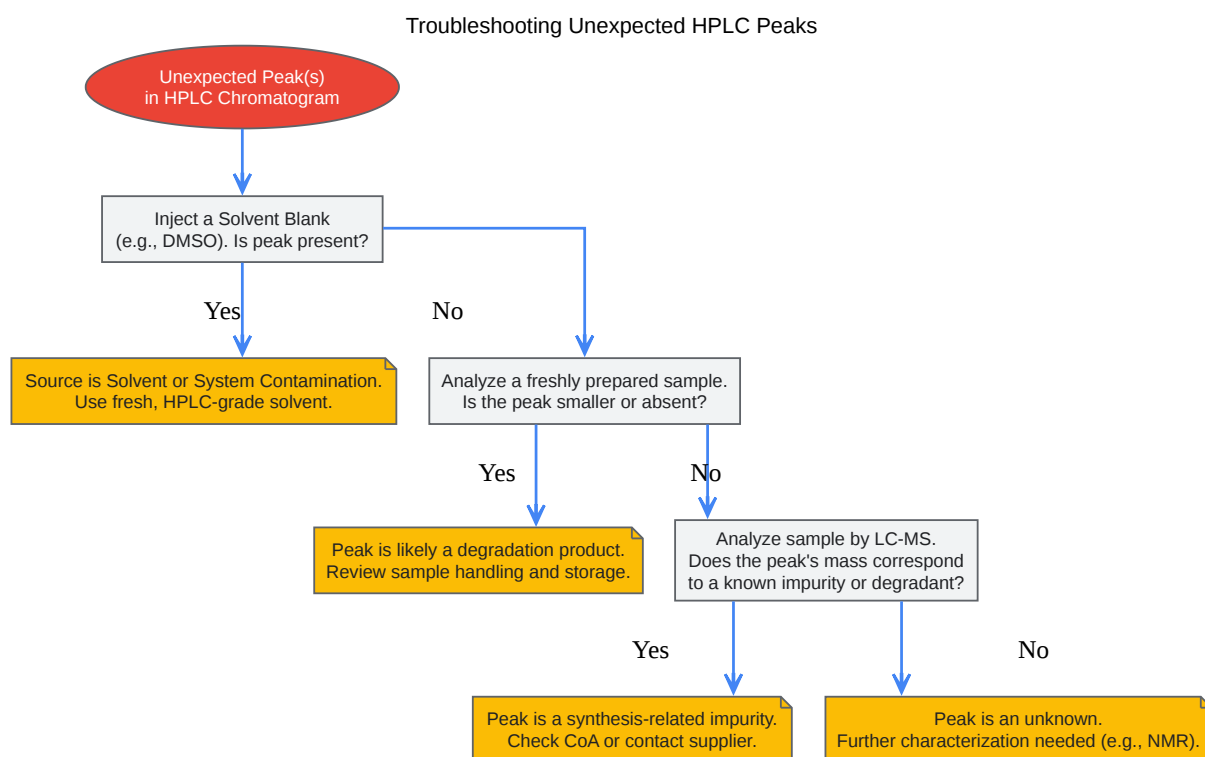 Troubleshooting Unexpected HPLC Peaks
Unexpected Peak(s)
in HPLC Chromatogram
Inject a Solvent Blank
(e.g., DMSO). Is peak present?
Yes
No
Source is Solvent or System Contamination.
Use fresh, HPLC-grade solvent.
Analyze a freshly prepared sample.
Is the peak smaller or absent?
Yes
No
Peak is likely a degradation product.
Review sample handling and storage.
Analyze sample by LC-MS.
Does the peak's mass correspond
to a known impurity or degradant?
Yes
No
Peak is a synthesis-related impurity.
Check CoA or contact supplier.
Peak is an unknown.
Further characterization needed (e.g., NMR).